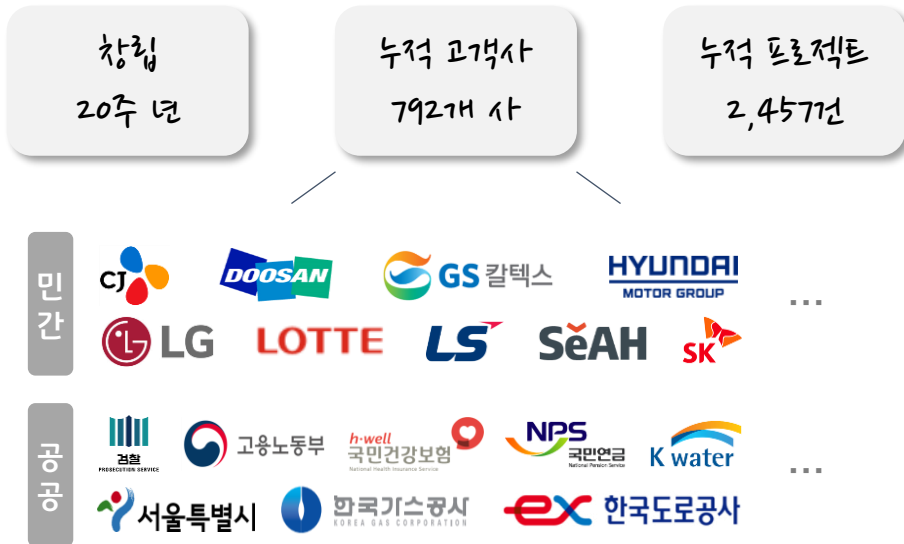 창립
20주 년
누적 고객사
792개 사
누적 프로젝트
2,457건
민간
CJ
DOOSAN
GS 칼텍스
HYUNDAI
MOTOR GROUP
...
LG LG
LOTTE
LS
SeAH
SK
공공
검찰
PROSECUTION SERVICE
고용노동부
h-well
국민건강보험
National Health Insurance Service
NPS
국민연금
National Pension Service
K water
...
서울특별시
한국가스공사
KOREA GAS CORPORATION
ex 한국도로공사